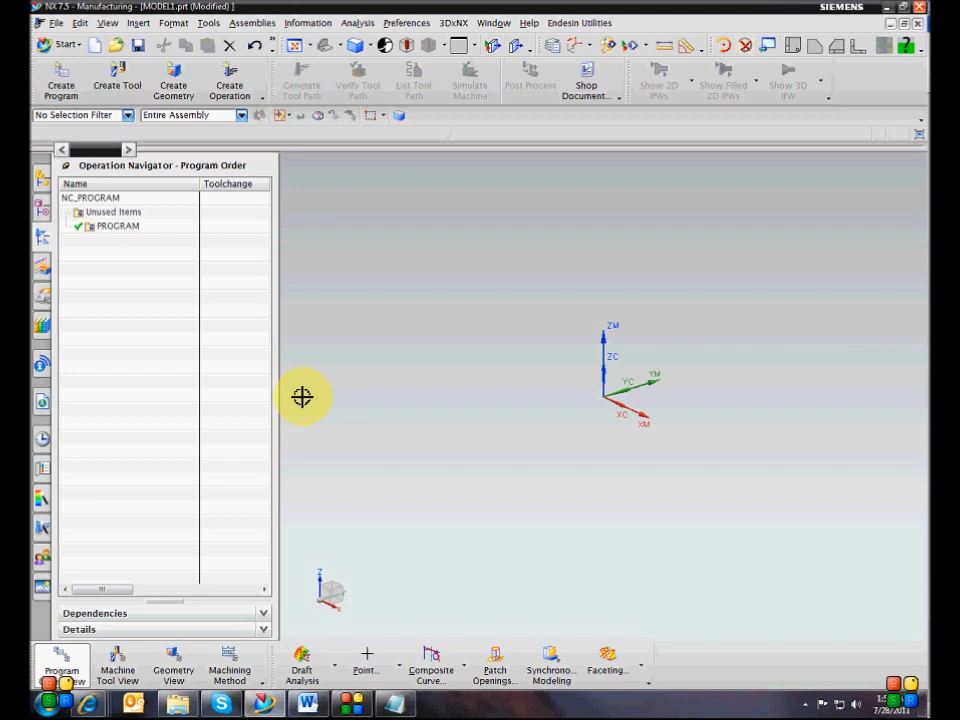 NX 7.5 - Manufacturing - [MODEL1.prt (Modified) ]
SIEMENS
File Edit View Insert Format Tools Assemblies Information Analysis Preferences 3DxNX Window Help Endesin Utilities
Start
Create Program
Create Tool
Create Geometry
Create Operation
Generate Tool Path
Verify Tool Path
List Tool Path
Simulate Machine
Post Process
Shop Document...
Show 2D IPWs
Show Filled 2D IPWs
Show 3D IPW
No Selection Filter
Entire Assembly
Operation Navigator - Program Order
Name
Toolchange
NC_PROGRAM
Unused Items
PROGRAM
ZM
ZC
YM
YC
XC
XM
Z
X
Dependencies
Details
Program
Machine Tool View
Geometry View
Machining Method
Draft Analysis
Point...
Composite Curve...
Patch Openings...
Synchrono... Modeling
Faceting...